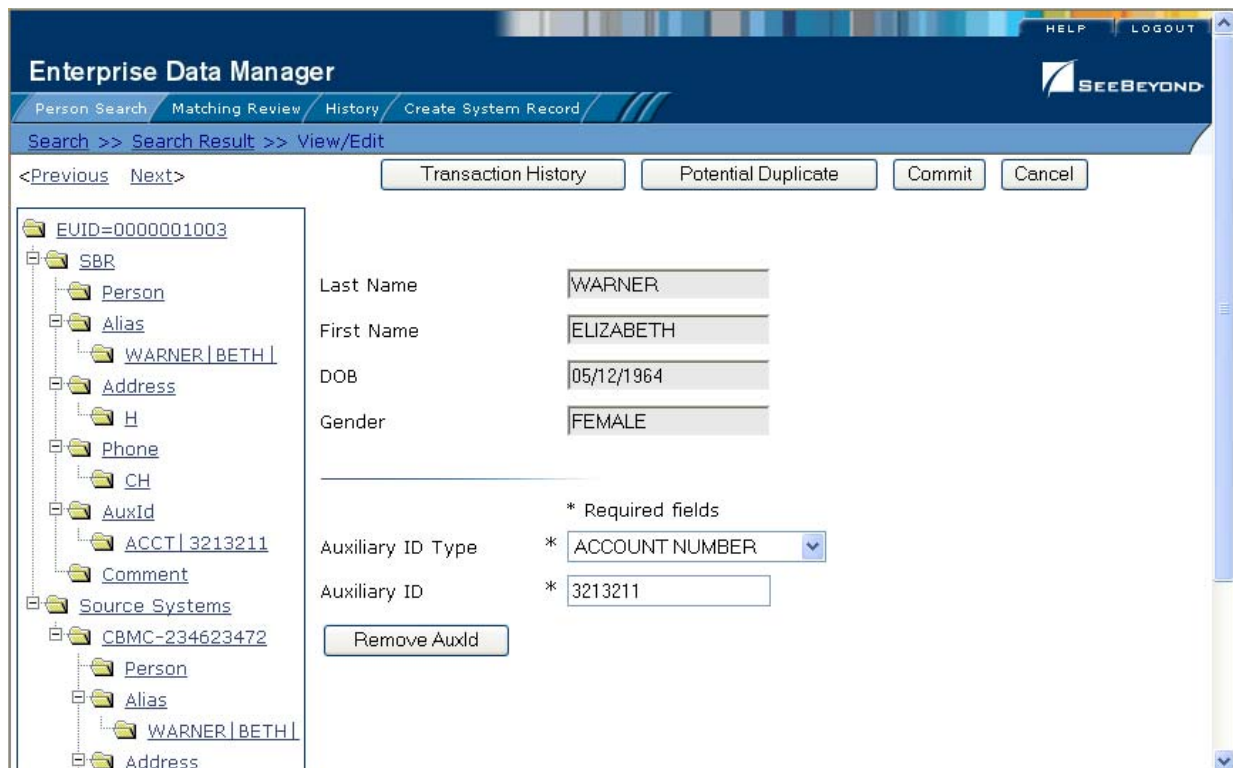 HELP LOGOUT
Enterprise Data Manager
SEEBEYOND
Person Search Matching Review History Create System Record
Search >> Search Result >> View/Edit
<Previous Next> Transaction History Potential Duplicate Commit Cancel
EUID=0000001003
SBR
Person
Alias
WARNER|BETH|
Address
H
Phone
CH
AuxId
ACCT|3213211
Comment
Source Systems
CBMC-234623472
Person
Alias
WARNER|BETH|
Address
Last Name WARNER
First Name ELIZABETH
DOB 05/12/1964
Gender FEMALE
* Required fields
Auxiliary ID Type * ACCOUNT NUMBER
Auxiliary ID * 3213211
Remove AuxId